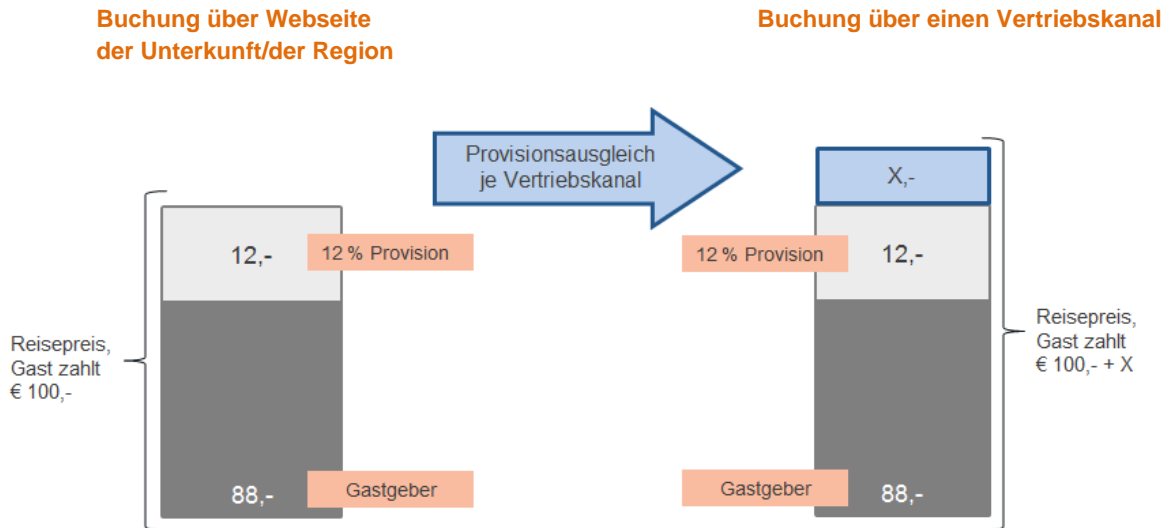 Buchung über Webseite
der Unterkunft/der Region
Buchung über einen Vertriebskanal
Provisionsausgleich
je Vertriebskanal
X,-
12,-
12 % Provision
12 % Provision
12,-
Reisepreis,
Gast zahlt
€ 100,-
Reisepreis,
Gast zahlt
€ 100,- + X
88,-
Gastgeber
Gastgeber
88,-